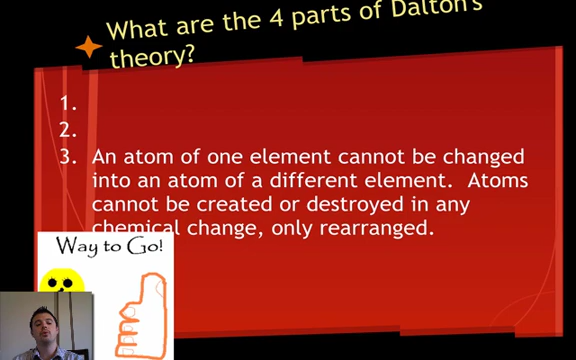 What are the 4 parts of Dalton's
theory?
1.
2.
3. An atom of one element cannot be changed
into an atom of a different element. Atoms
cannot be created or destroyed in any
chemical change, only rearranged.
Way to Go!